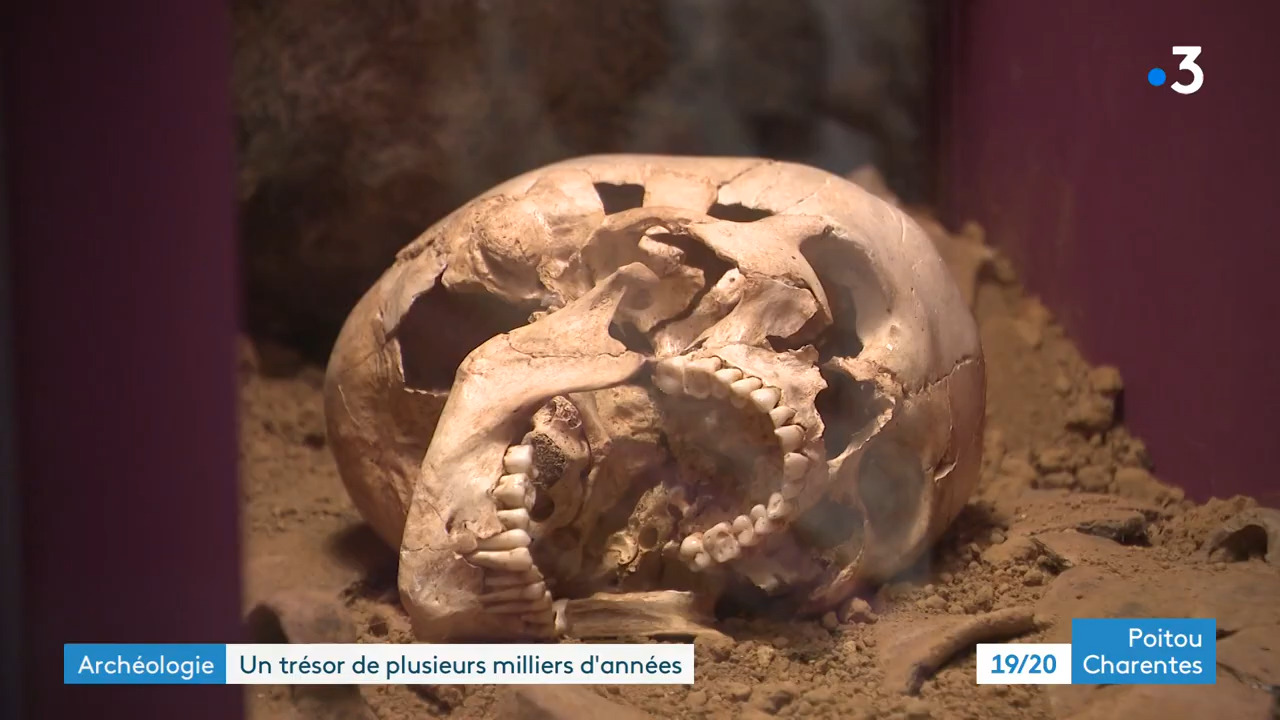 3
Archéologie Un trésor de plusieurs milliers d'années
19/20 Poitou
Charentes